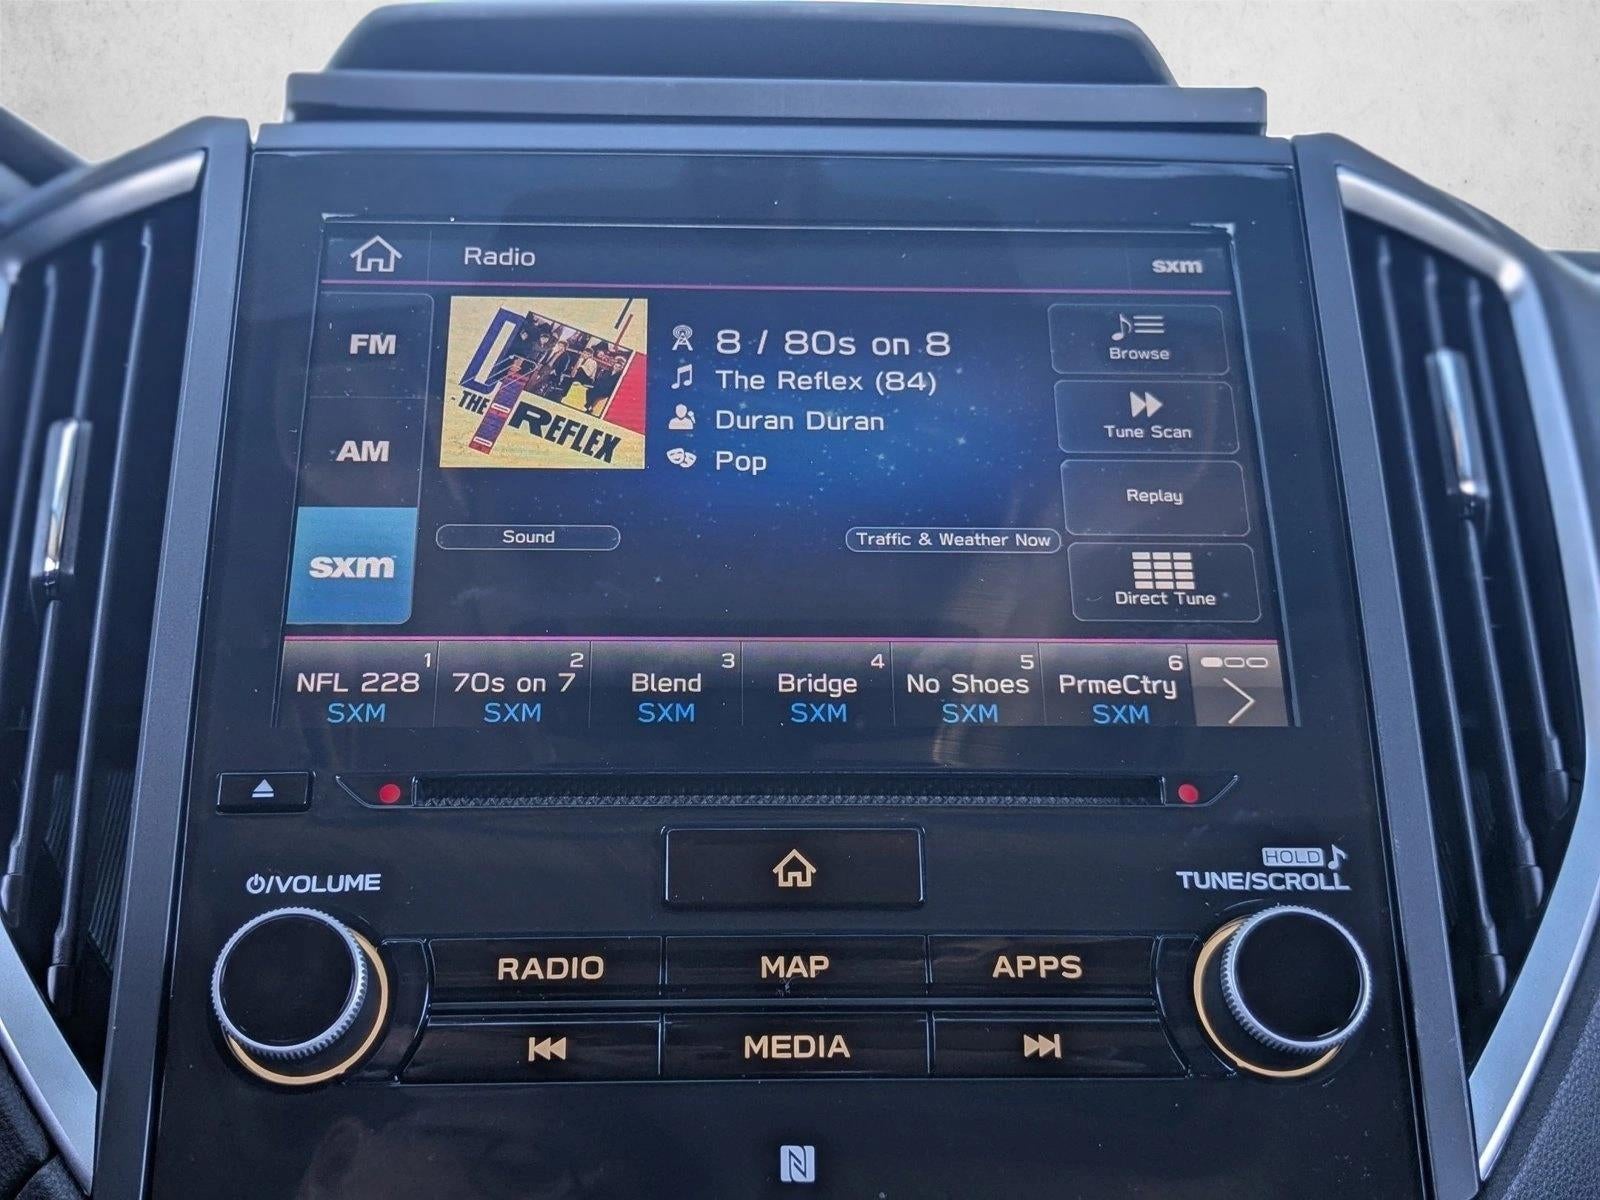 Radio
sxm
FM
AM
sxm
THE REFLEX
8 / 80s on 8
The Reflex (84)
Duran Duran
Pop
Browse
Tune Scan
Replay
Direct Tune
Sound
Traffic & Weather Now
1 2 3 4 5 6
NFL 228 70s on 7 Blend Bridge No Shoes PrmeCtry
SXM SXM SXM SXM SXM SXM
/VOLUME
HOLD
TUNE/SCROLL
RADIO MAP APPS
MEDIA
N